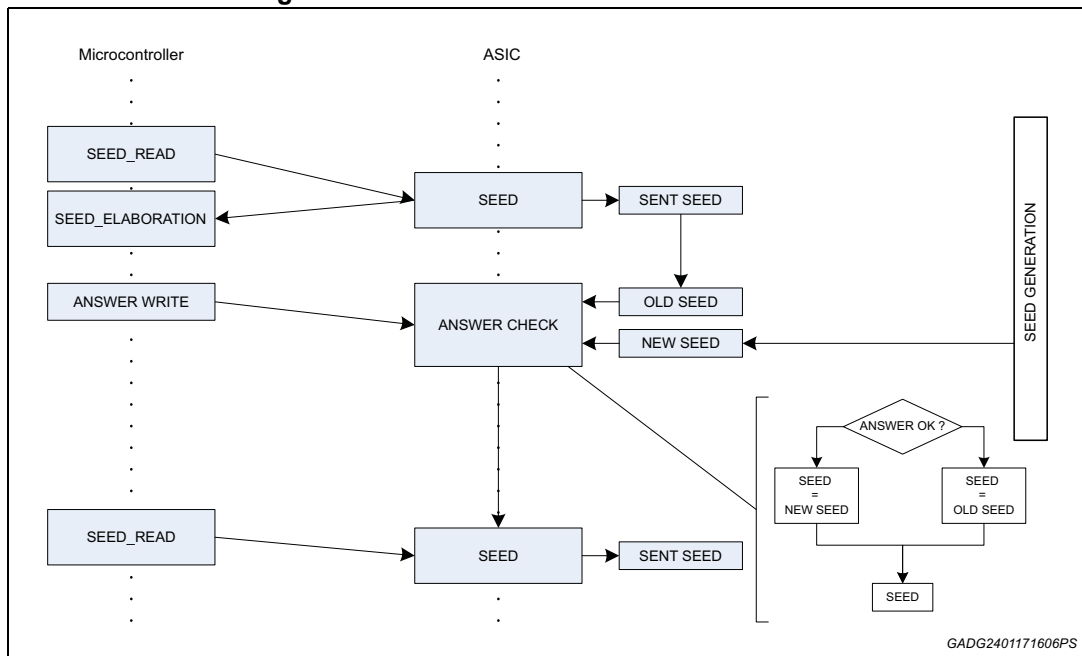 Microcontroller
ASIC
SEED_READ
SEED
SENT SEED
SEED_ELABORATION
ANSWER WRITE
ANSWER CHECK
OLD SEED
NEW SEED
SEED GENERATION
ANSWER OK ?
SEED
=
NEW SEED
SEED
=
OLD SEED
SEED_READ
SEED
SENT SEED
SEED
GADG2401171606PS